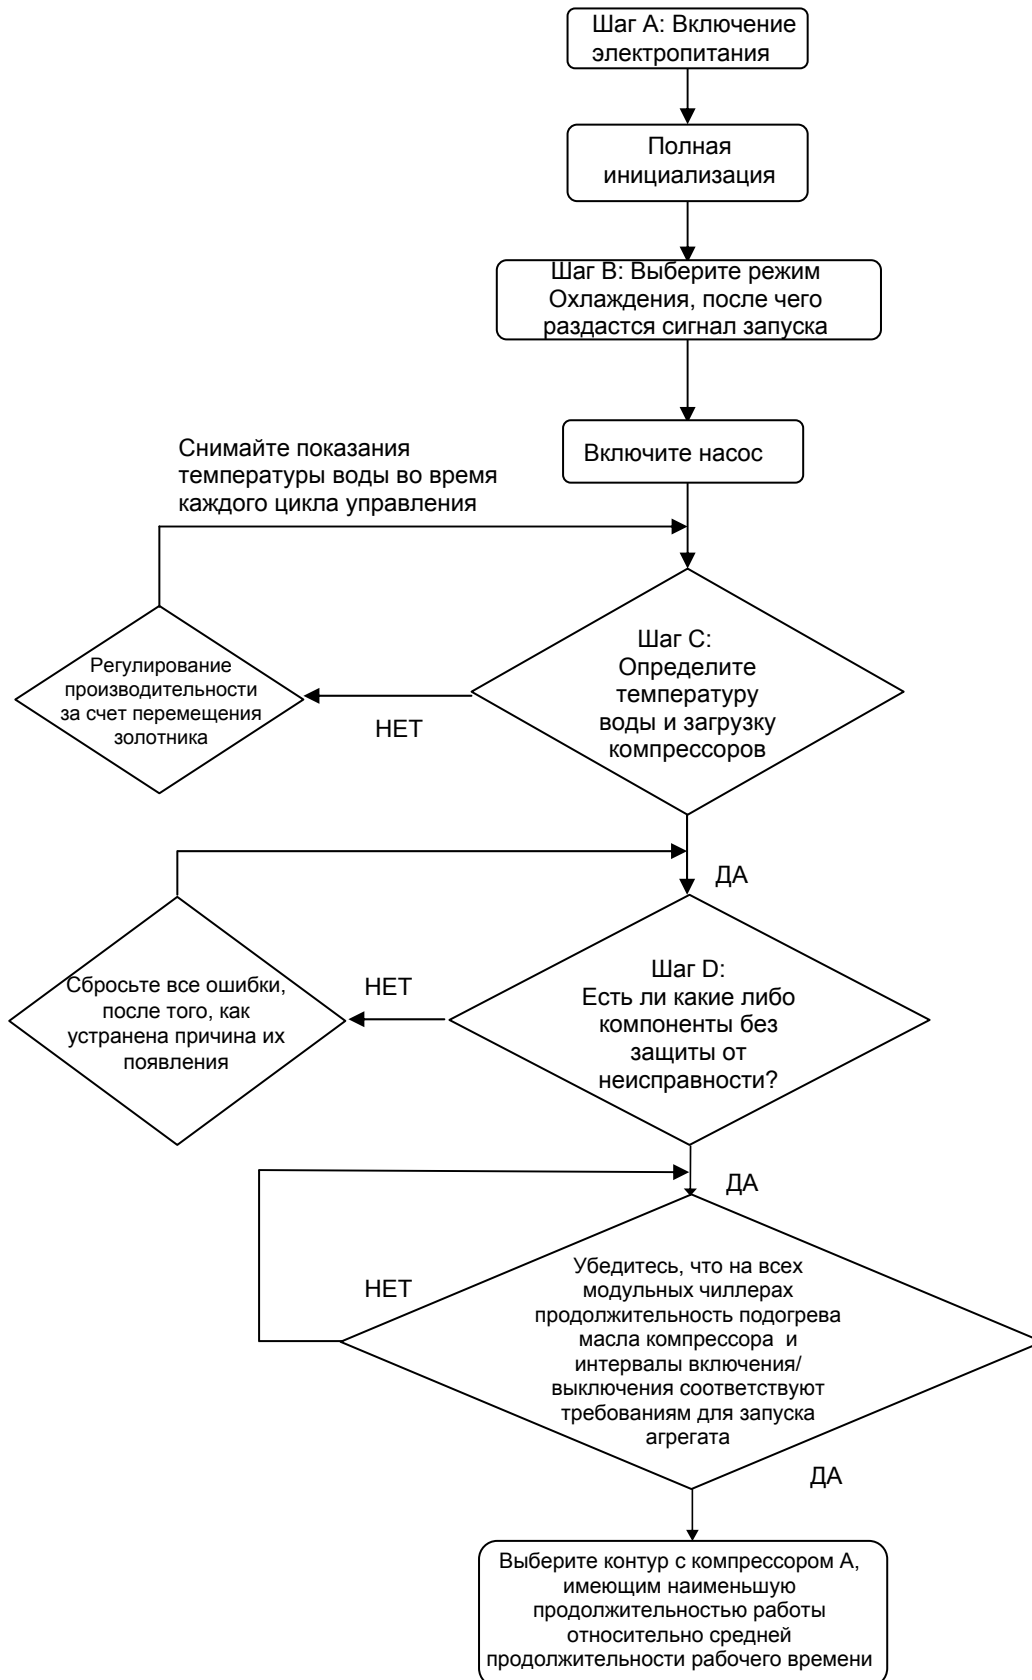 Шаг A: Включение
электропитания
Полная
инициализация
Шаг B: Выберите режим
Охлаждения, после чего
раздастся сигнал запуска
Включите насос
Снимайте показания
температуры воды во время
каждого цикла управления
Шаг C:
Определите
температуру
воды и загрузку
компрессоров
Регулирование
производительности
за счет перемещения
золотника
НЕТ
ДА
Шаг D:
Есть ли какие либо
компоненты без
защиты от
неисправности?
НЕТ
Сбросьте все ошибки,
после того, как
устранена причина их
появления
ДА
Убедитесь, что на всех
модульных чиллерах
продолжительность подогрева
масла компрессора и
интервалы включения/
выключения соответствуют
требованиям для запуска
агрегата
НЕТ
ДА
Выберите контур с компрессором А,
имеющим наименьшую
продолжительностью работы
относительно средней
продолжительности рабочего времени